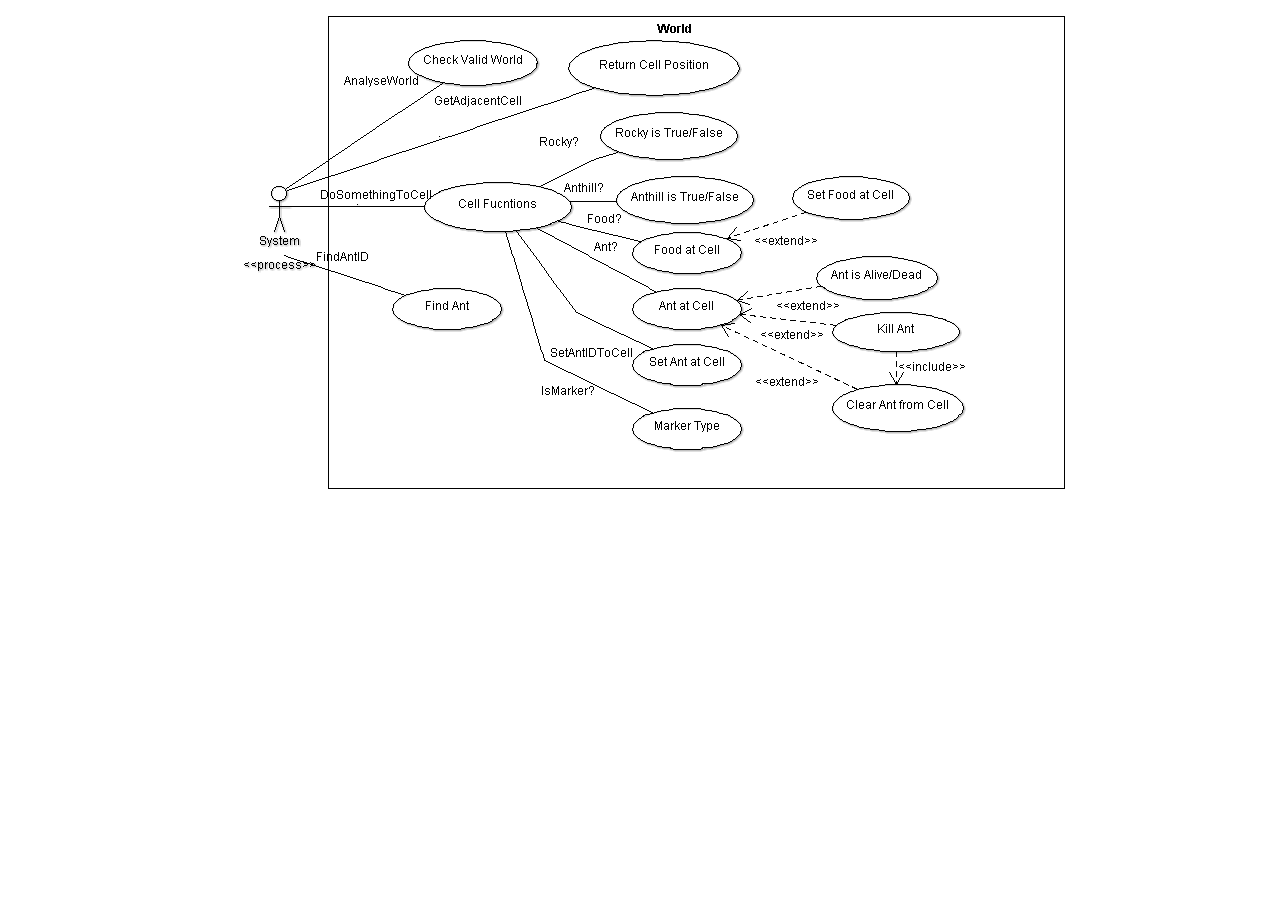 World
Check Valid World
Return Cell Position
AnalyseWorld
GetAdjacentCell
Rocky is True/False
Rocky?
Anthill?
Anthill is True/False
Set Food at Cell
DoSomethingToCell
Cell Fucntions
Food?
System
Ant?
Food at Cell
<<extend>>
FindAntID
<<process>>
Ant is Alive/Dead
Find Ant
Ant at Cell
<<extend>>
Kill Ant
<<extend>>
SetAntIDToCell
Set Ant at Cell
<<include>>
<<extend>>
IsMarker?
Clear Ant from Cell
Marker Type